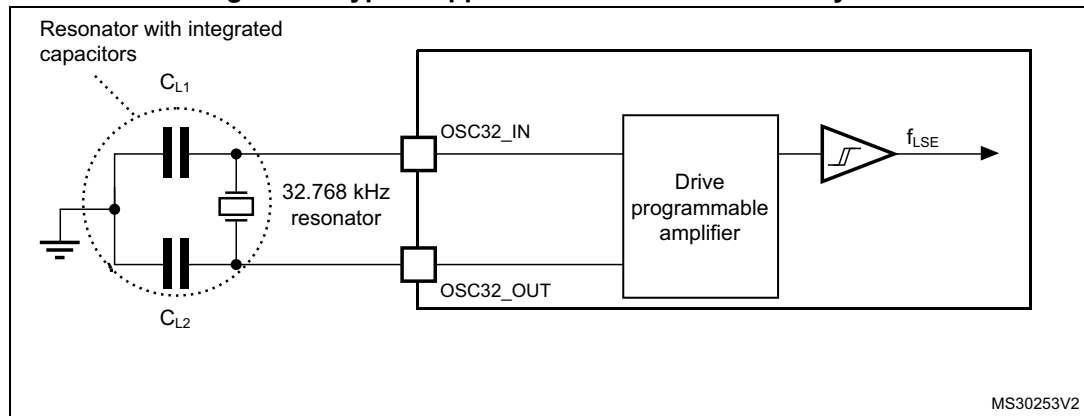 Resonator with integrated
capacitors
CL1
OSC32_IN
fLSE
32.768 kHz
resonator
Drive
programmable
amplifier
OSC32_OUT
CL2
MS30253V2